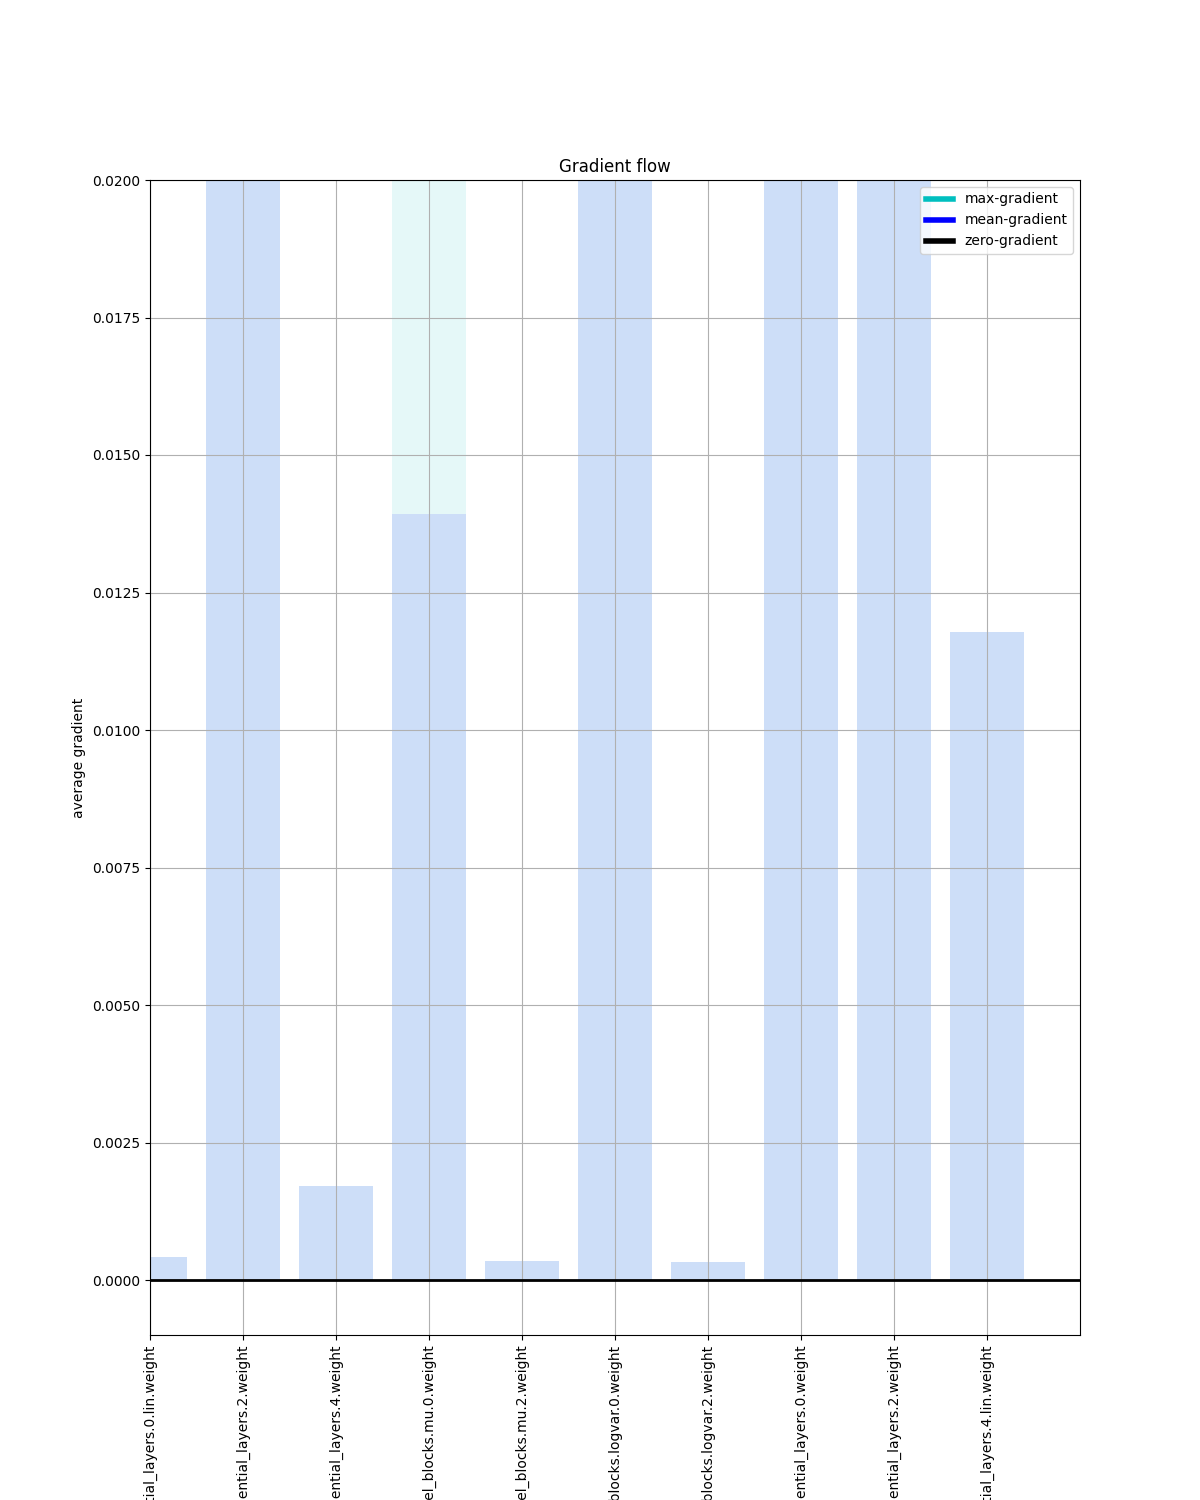 Gradient flow
max-gradient
mean-gradient
zero-gradient
0.0200
0.0175
0.0150
0.0125
0.0100
0.0075
0.0050
0.0025
0.0000
average gradient
tial_layers.0.lin.weight
ential_layers.2.weight
ential_layers.4.weight
el_blocks.mu.0.weight
el_blocks.mu.2.weight
blocks.logvar.0.weight
blocks.logvar.2.weight
ential_layers.0.weight
ential_layers.2.weight
tial_layers.4.lin.weight